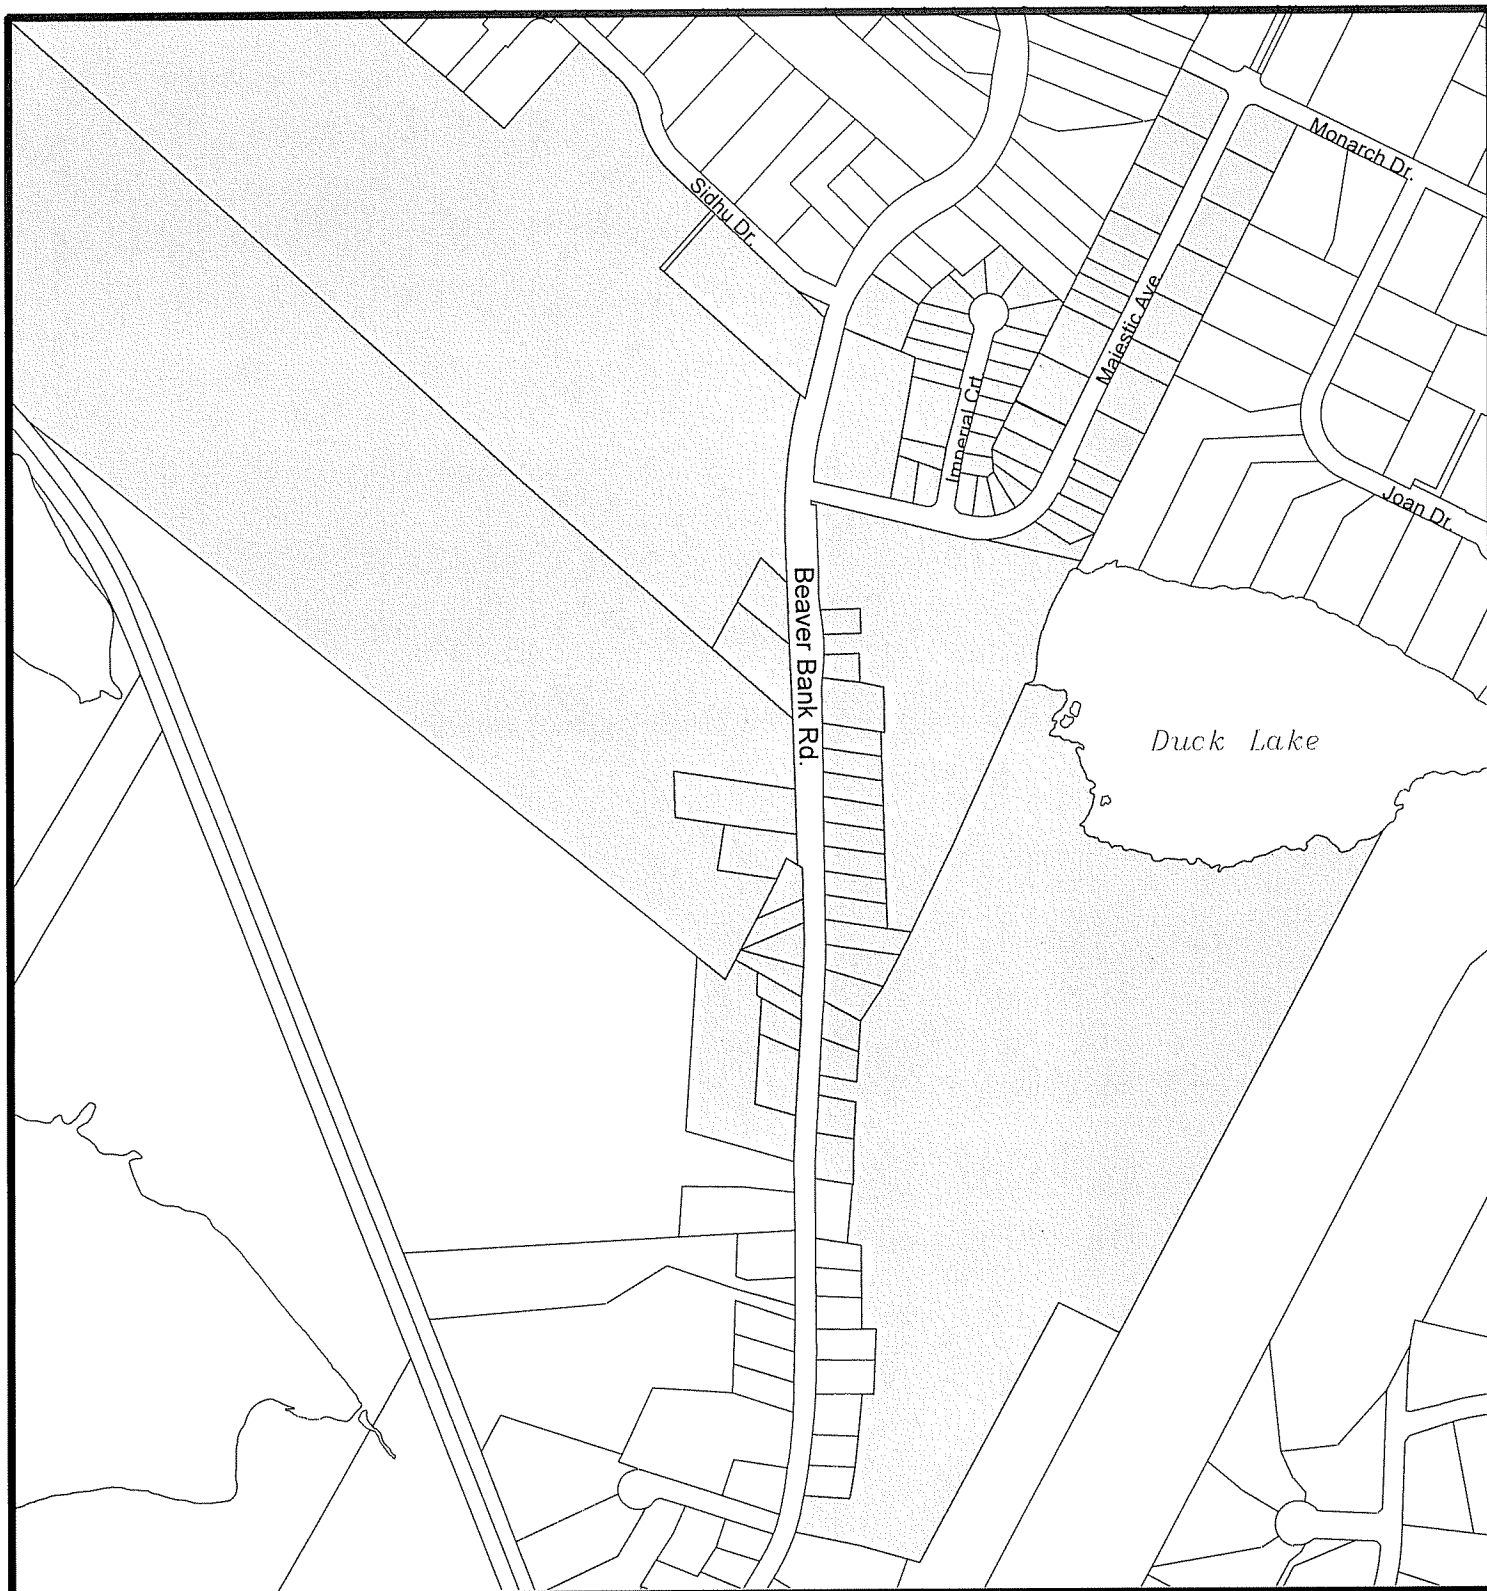 Monarch Dr.
Sidhu Dr.
Majestic Ave.
Imperial Crt.
Joan Dr.
Beaver Bank Rd.
Duck Lake